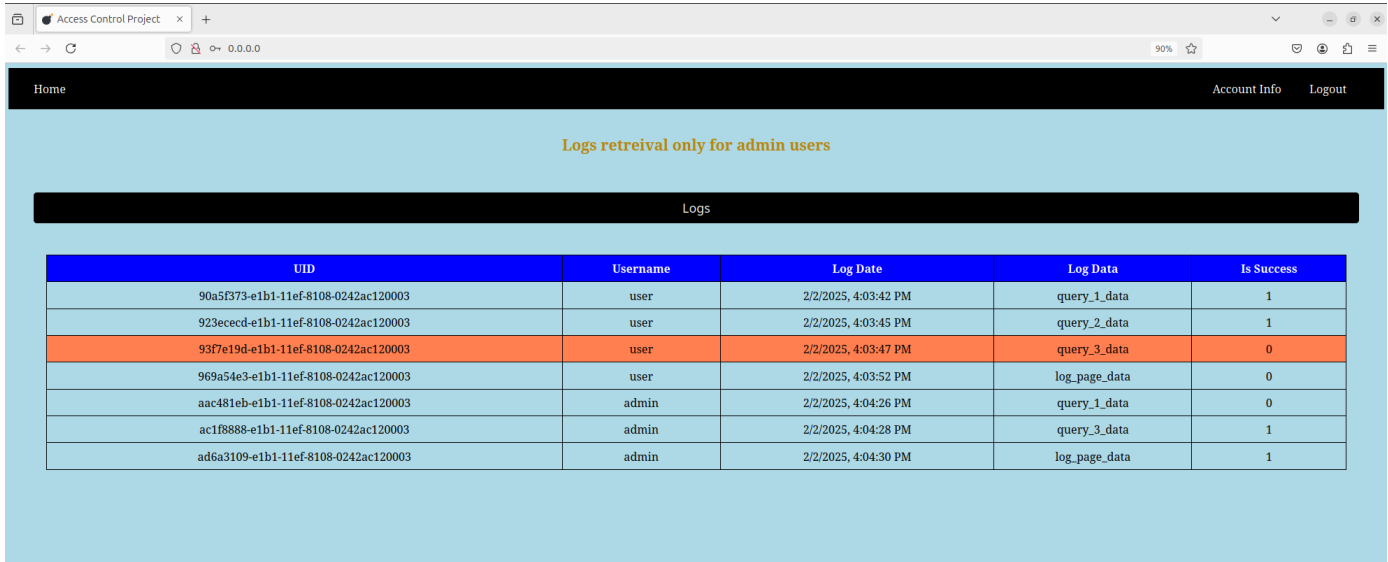 Access Control Project
0.0.0.0
90%
Home Account Info Logout
Logs retreival only for admin users
Logs
UID Username Log Date Log Data Is Success
90a5f373-e1b1-11ef-8108-0242ac120003 user 2/2/2025, 4:03:42 PM query_1_data 1
923ececd-e1b1-11ef-8108-0242ac120003 user 2/2/2025, 4:03:45 PM query_2_data 1
93f7e19d-e1b1-11ef-8108-0242ac120003 user 2/2/2025, 4:03:47 PM query_3_data 0
969a54e3-e1b1-11ef-8108-0242ac120003 user 2/2/2025, 4:03:52 PM log_page_data 0
aac481eb-e1b1-11ef-8108-0242ac120003 admin 2/2/2025, 4:04:26 PM query_1_data 0
ac1f8888-e1b1-11ef-8108-0242ac120003 admin 2/2/2025, 4:04:28 PM query_3_data 1
ad6a3109-e1b1-11ef-8108-0242ac120003 admin 2/2/2025, 4:04:30 PM log_page_data 1